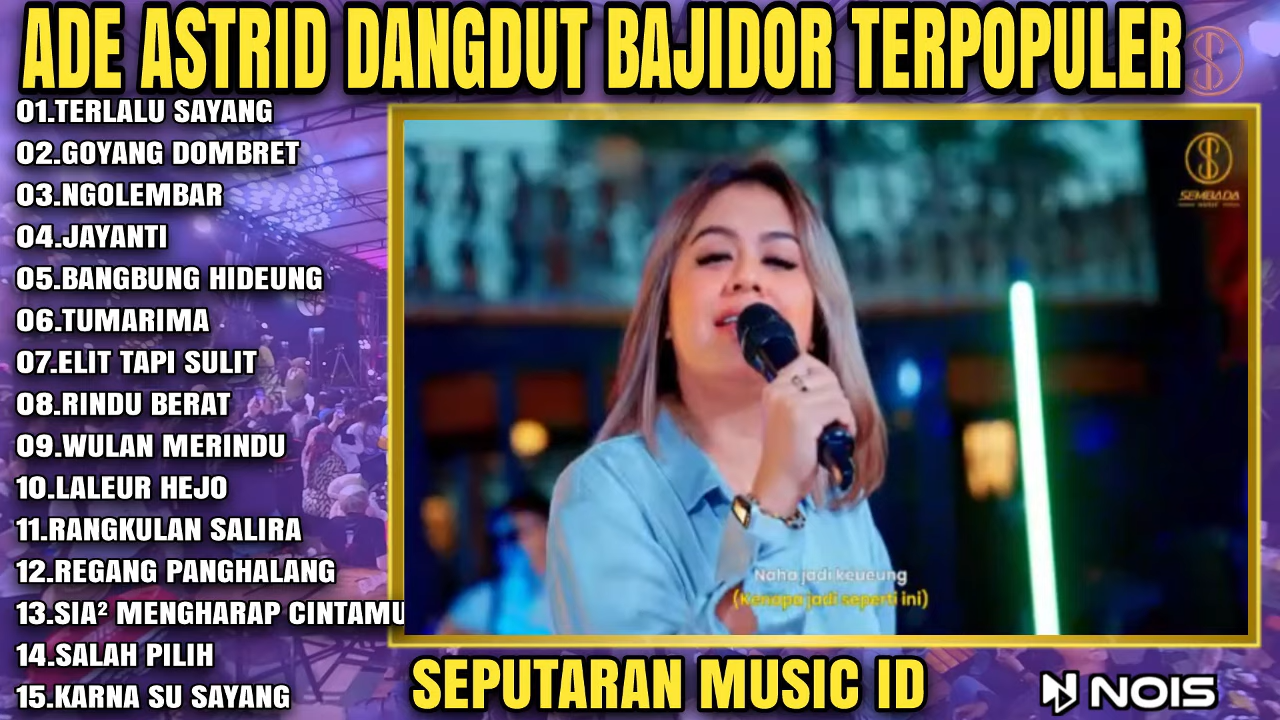 ADE ASTRID DANGDUT BAJIDOR TERPOPULER
01.TERLALU SAYANG
02.GOYANG DOMBRET
03.NGOLEMBAR
04.JAYANTI
05.BANGBUNG HIDEUNG
06.TUMARIMA
07.ELIT TAPI SULIT
08.RINDU BERAT
09.WULAN MERINDU
10.LALEUR HEJO
11.RANGKULAN SALIRA
12.REGANG PANGHALANG
13.SIA² MENGHARAP CINTAMU
14.SALAH PILIH
15.KARNA SU SAYANG
SEMBADA
Naha jadi keueung
(Kenapa jadi seperti ini)
SEPUTARAN MUSIC ID
NOIS